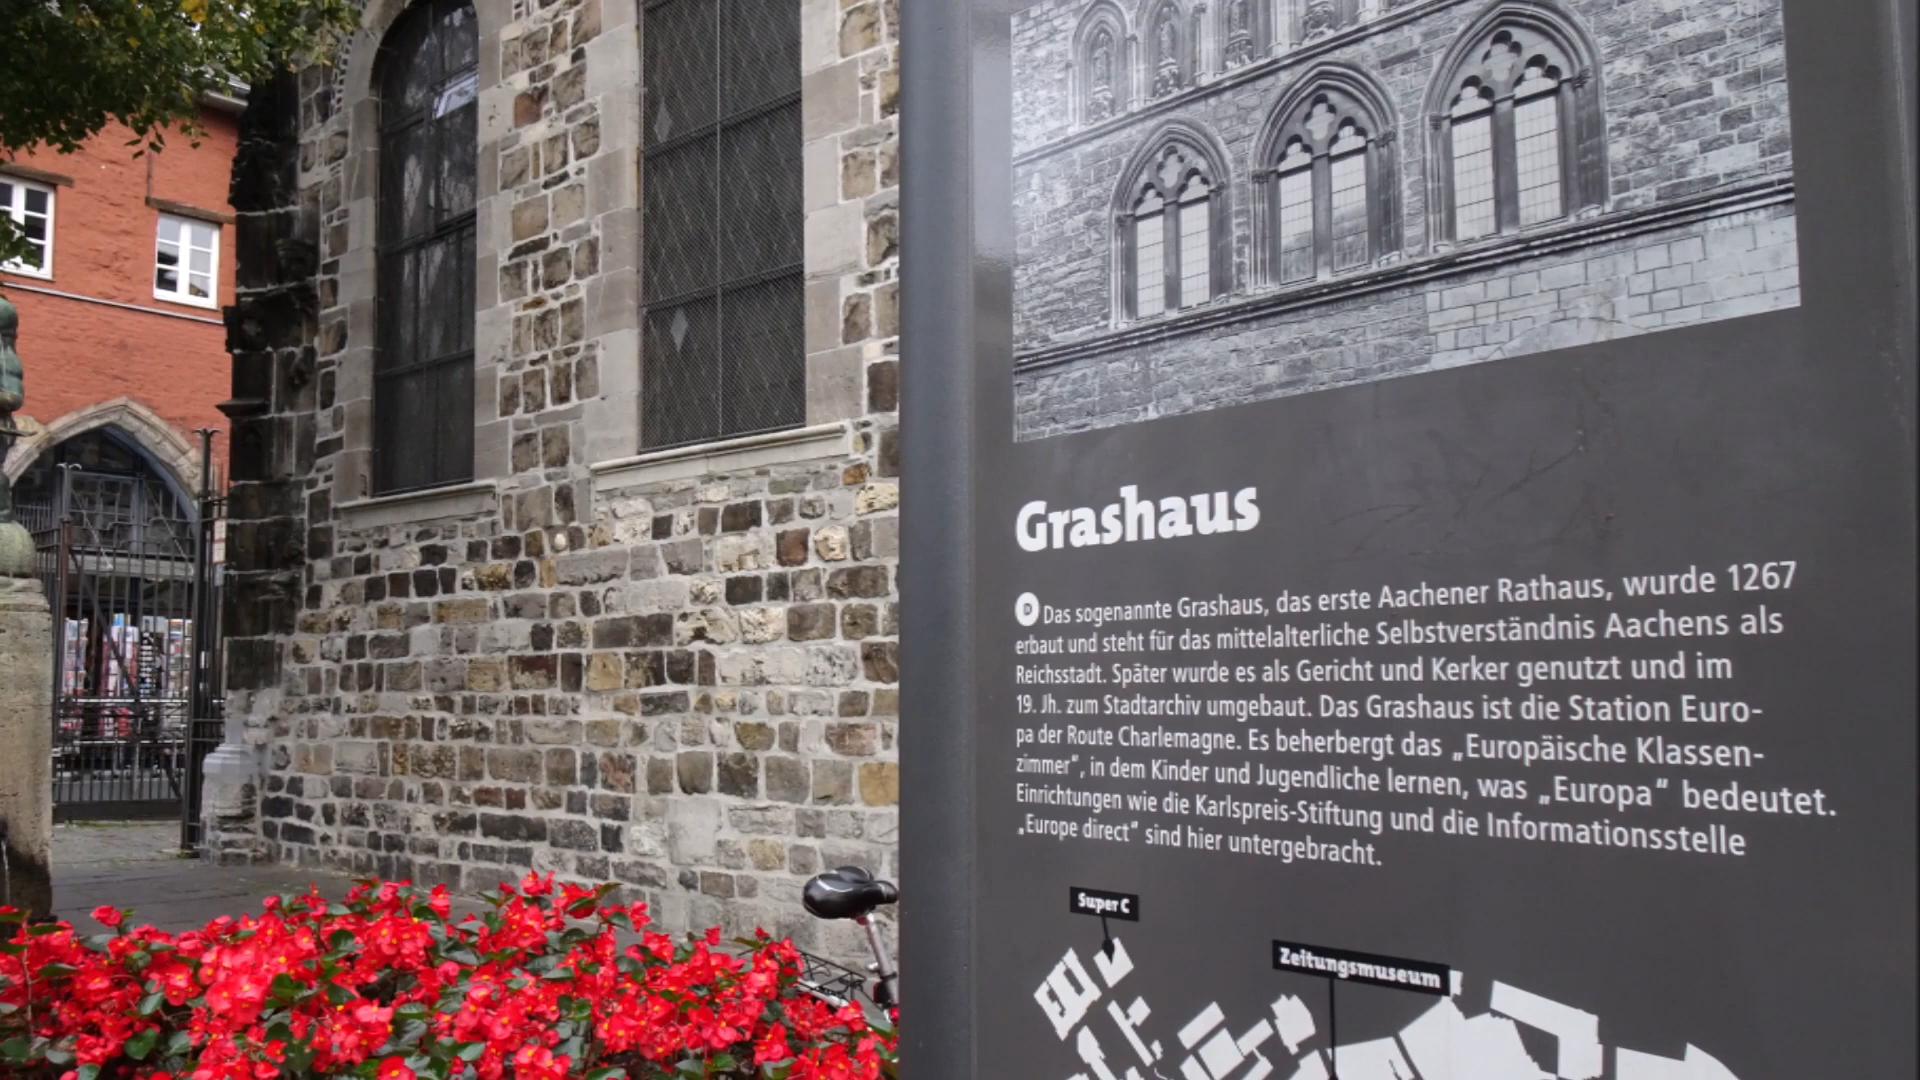 Grashaus
D Das sogenannte Grashaus, das erste Aachener Rathaus, wurde 1267
erbaut und steht für das mittelalterliche Selbstverständnis Aachens als
Reichsstadt. Später wurde es als Gericht und Kerker genutzt und im
19. Jh. zum Stadtarchiv umgebaut. Das Grashaus ist die Station Euro-
pa der Route Charlemagne. Es beherbergt das „Europäische Klassen-
zimmer“, in dem Kinder und Jugendliche lernen, was „Europa“ bedeutet.
Einrichtungen wie die Karlspreis-Stiftung und die Informationsstelle
„Europe direct“ sind hier untergebracht.
Super C
Zeitungsmuseum